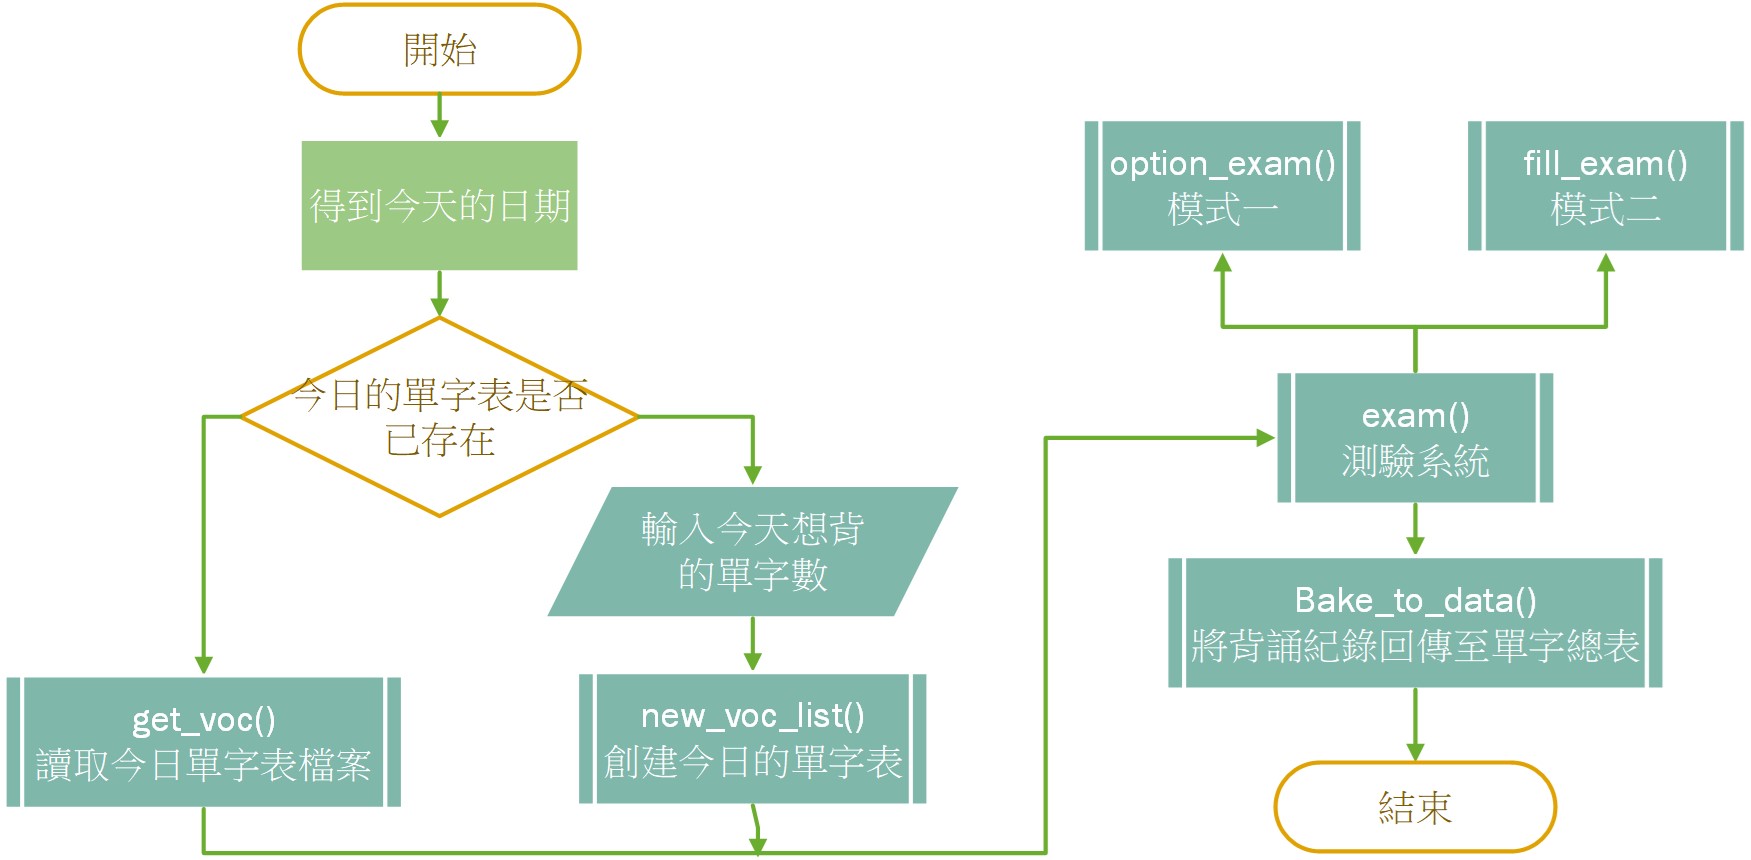 開始
得到今天的日期
今日的單字表是否
已存在
輸入今天想背
的單字數
get_voc()
讀取今日單字表檔案
new_voc_list()
創建今日的單字表
option_exam()
模式一
fill_exam()
模式二
exam()
測驗系統
Bake_to_data()
將背誦紀錄回傳至單字總表
結束